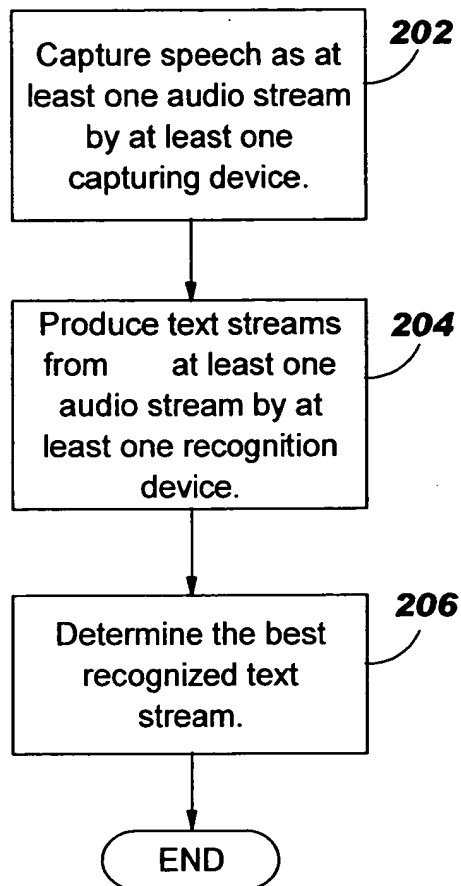 202
Capture speech as at
least one audio stream
by at least one
capturing device.
204
Produce text streams
from at least one
audio stream by at
least one recognition
device.
206
Determine the best
recognized text
stream.
END